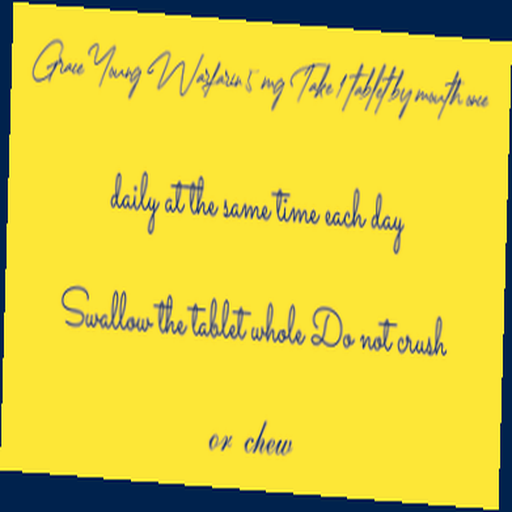 Grace Young Warfarin 5 mg Take 1 tablet by mouth once
daily at the same time each day
Swallow the tablet whole Do not crush
or chew